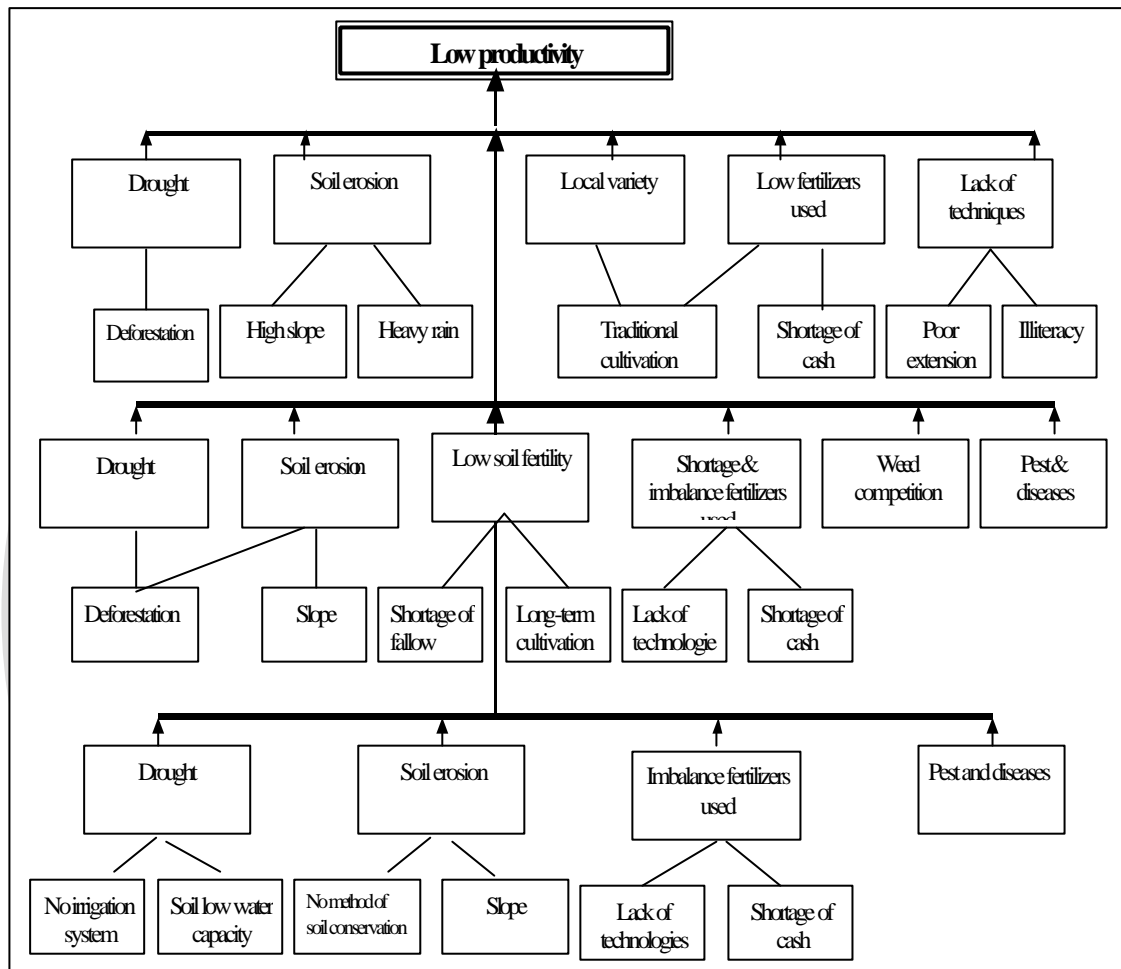 Low productivity
Drought
Soil erosion
Local variety
Low fertilizers
used
Lack of
techniques
Deforestation
High slope
Heavy rain
Traditional
cultivation
Shortage of
cash
Poor
extension
Illiteracy
Drought
Soil erosion
Low soil fertility
Shortage &
imbalance fertilizers
used
Weed
competition
Pest &
diseases
Deforestation
Slope
Shortage of
fallow
Long-term
cultivation
Lack of
technologie
Shortage of
cash
Drought
Soil erosion
Imbalance fertilizers
used
Pest and diseases
No irrigation
system
Soil low water
capacity
No method of
soil conservation
Slope
Lack of
technologies
Shortage of
cash